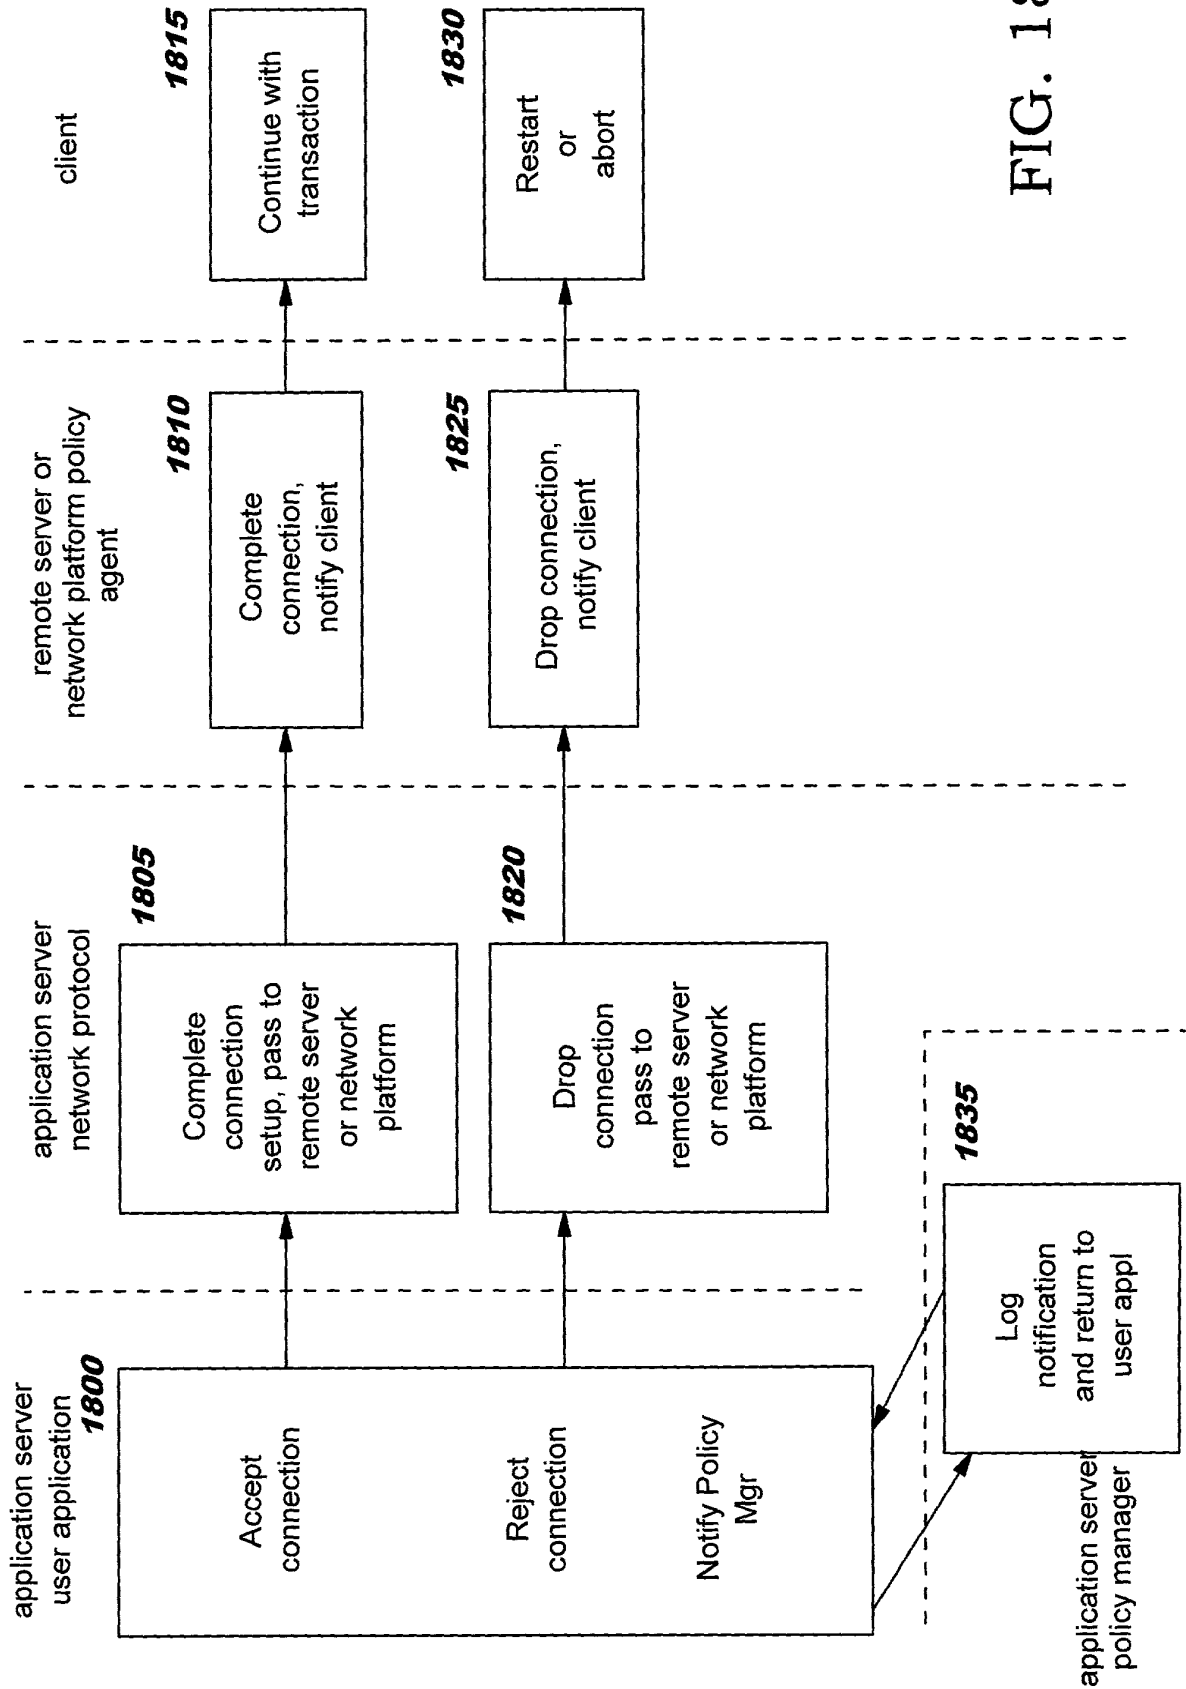 application server
user application
1800
Accept
connection
Reject
connection
Notify Policy
Mgr
application server
network protocol
1805
Complete
connection
setup, pass to
remote server
or network
platform
1820
Drop
connection
pass to
remote server
or network
platform
remote server or
network platform policy
agent
1810
Complete
connection,
notify client
1825
Drop connection,
notify client
client
1815
Continue with
transaction
1830
Restart
or
abort
application server
policy manager
1835
Log
notification
and return to
user appl
FIG. 18